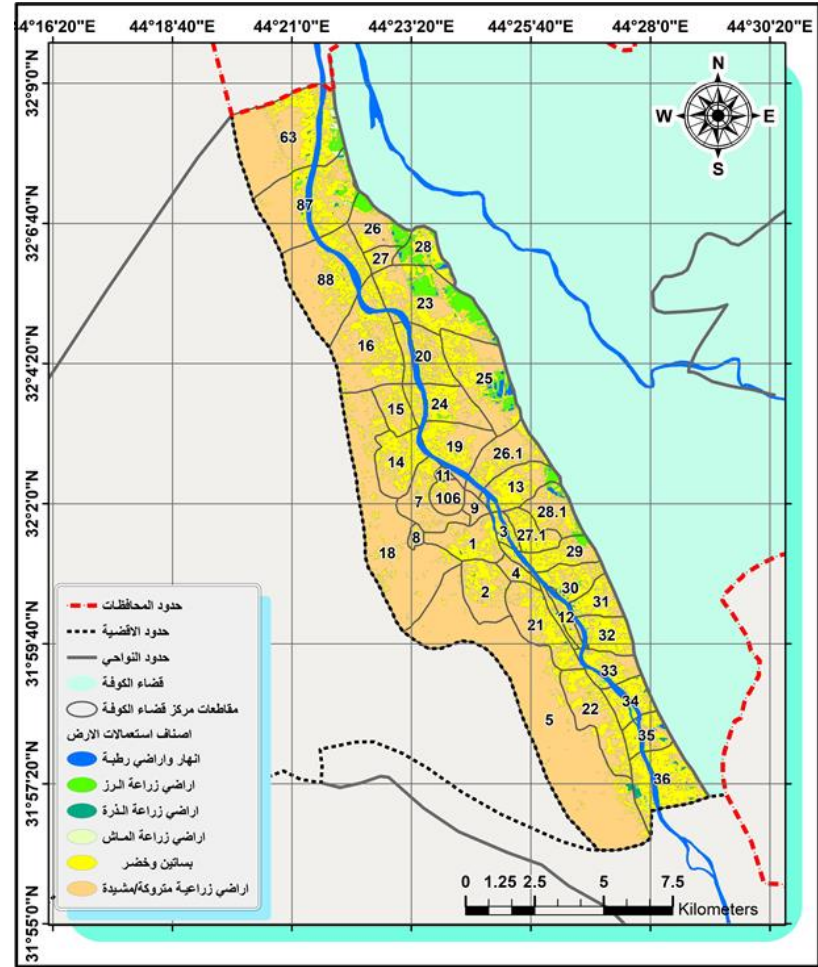 44°16'20"E 44°18'40"E 44°21'0"E 44°23'20"E 44°25'40"E 44°28'0"E 44°30'20"E
32°9'0"N
32°6'40"N
32°4'20"N
32°2'0"N
31°59'40"N
31°57'20"N
31°55'0"N
N
W E
S
63
87
26
28
27
88
23
16
20
25
15
24
19
26.1
14
11
13
7
106
9
28.1
8
3
27.1
18
1
29
4
2
30
31
12
21
32
33
5
22
34
35
36
حدود المحافظات
حدود الاقضية
حدود النواحي
قضاء الكوفة
مقاطعات مركز قضاء الكوفة
اصناف استعمالات الارض
انهار واراضي رطبة
اراضي زراعة الرز
اراضي زراعة الذرة
اراضي زراعة الماش
بساتين وخضر
اراضي زراعية متروكة/مشيدة
0 1.25 2.5 5 7.5
Kilometers